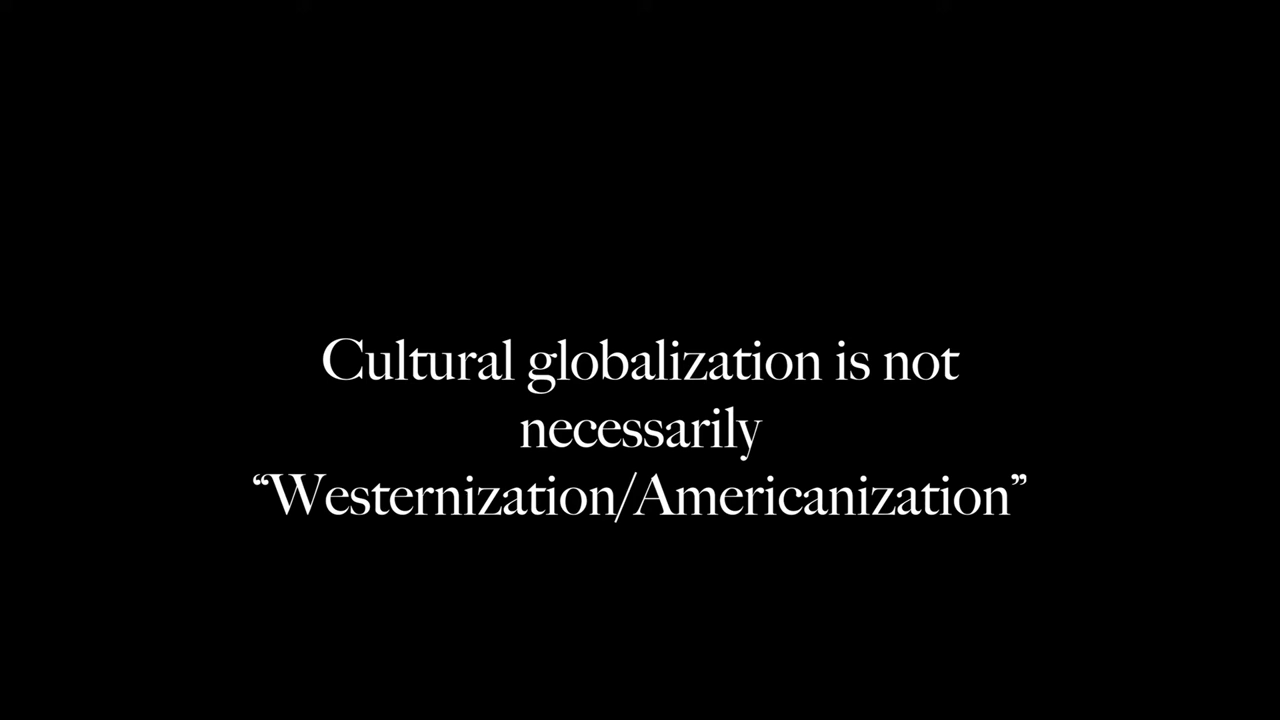 Cultural globalization is not
necessarily
“Westernization/Americanization”